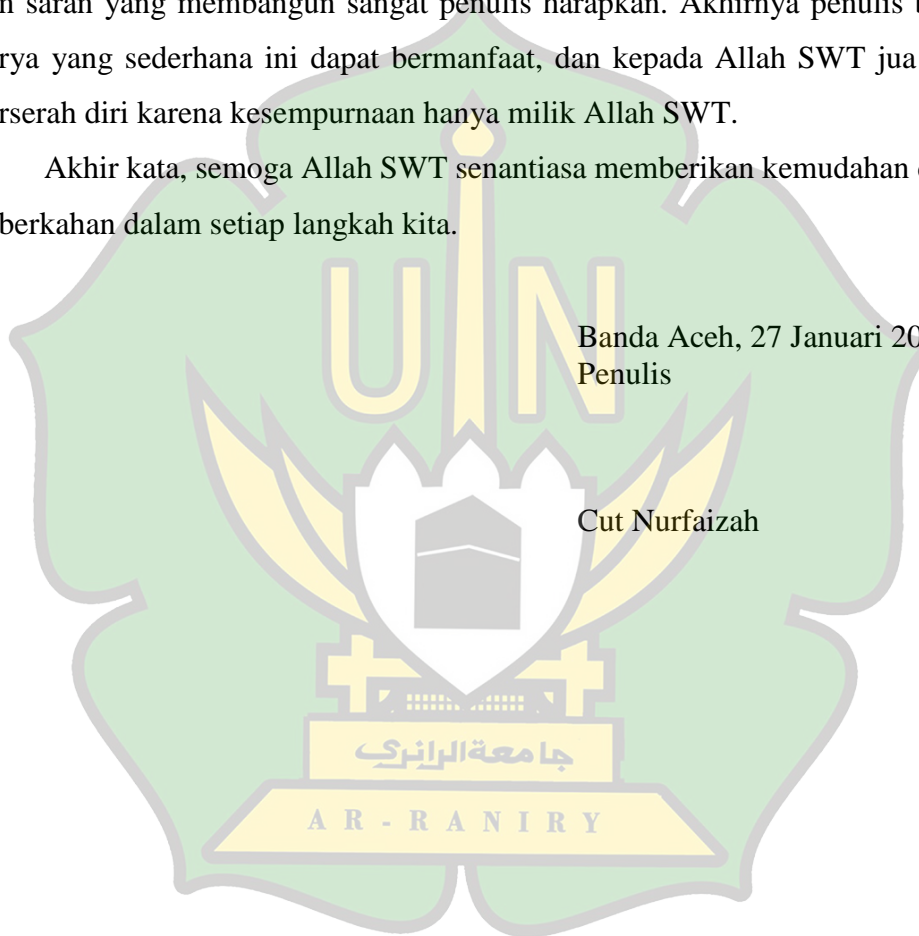 n saran yang membangun sangat penulis harapkan. Akhirnya penulis
rya yang sederhana ini dapat bermanfaat, dan kepada Allah SWT jua
rserah diri karena kesempurnaan hanya milik Allah SWT.
Akhir kata, semoga Allah SWT senantiasa memberikan kemudahan
berkahan dalam setiap langkah kita.
U N
Banda Aceh, 27 Januari 20
Penulis
Cut Nurfaizah
جامعة الرانري
AR-RANIRY